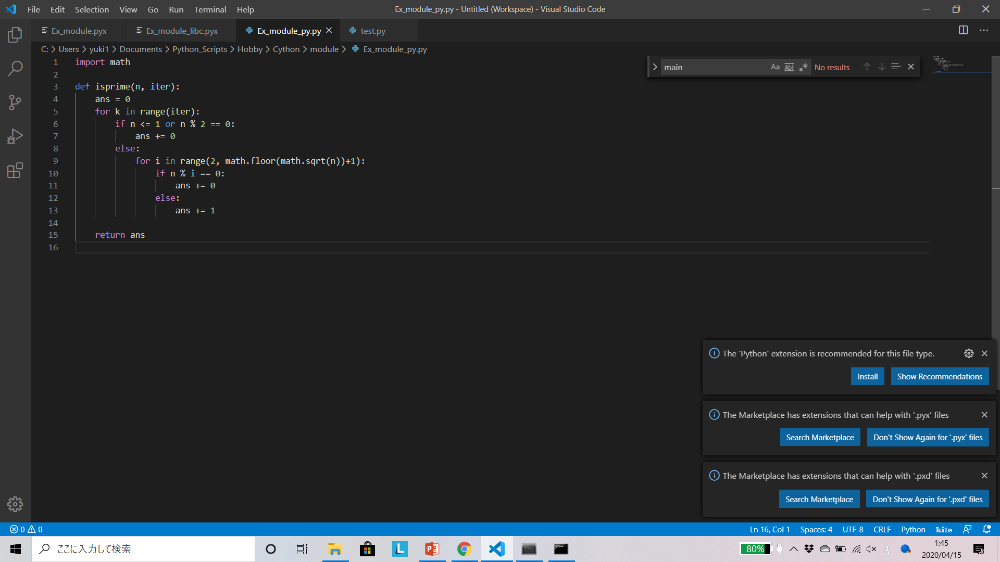 File Edit Selection View Go Run Terminal Help
Ex_module_py.py - Untitled (Workspace) - Visual Studio Code
Ex_module.pyx Ex_module_libc.pyx Ex_module_py.py test.py
C: > Users > yuki1 > Documents > Python_Scripts > Hobby > Cython > module > Ex_module_py.py
1 import math
2
3 def isprime(n, iter):
4 ans = 0
5 for k in range(iter):
6 if n <= 1 or n % 2 == 0:
7 ans += 0
8 else:
9 for i in range(2, math.floor(math.sqrt(n))+1):
10 if n % i == 0:
11 ans += 0
12 else:
13 ans += 1
14
15 return ans
16
main Aa Abl .* No results
The 'Python' extension is recommended for this file type.
Install Show Recommendations
The Marketplace has extensions that can help with '.pyx' files
Search Marketplace Don't Show Again for '.pyx' files
The Marketplace has extensions that can help with '.pxd' files
Search Marketplace Don't Show Again for '.pxd' files
0 0
Ln 16, Col 1 Spaces: 4 UTF-8 CRLF Python kite
ここに入力して検索
80%
A
1:45
2020/04/15